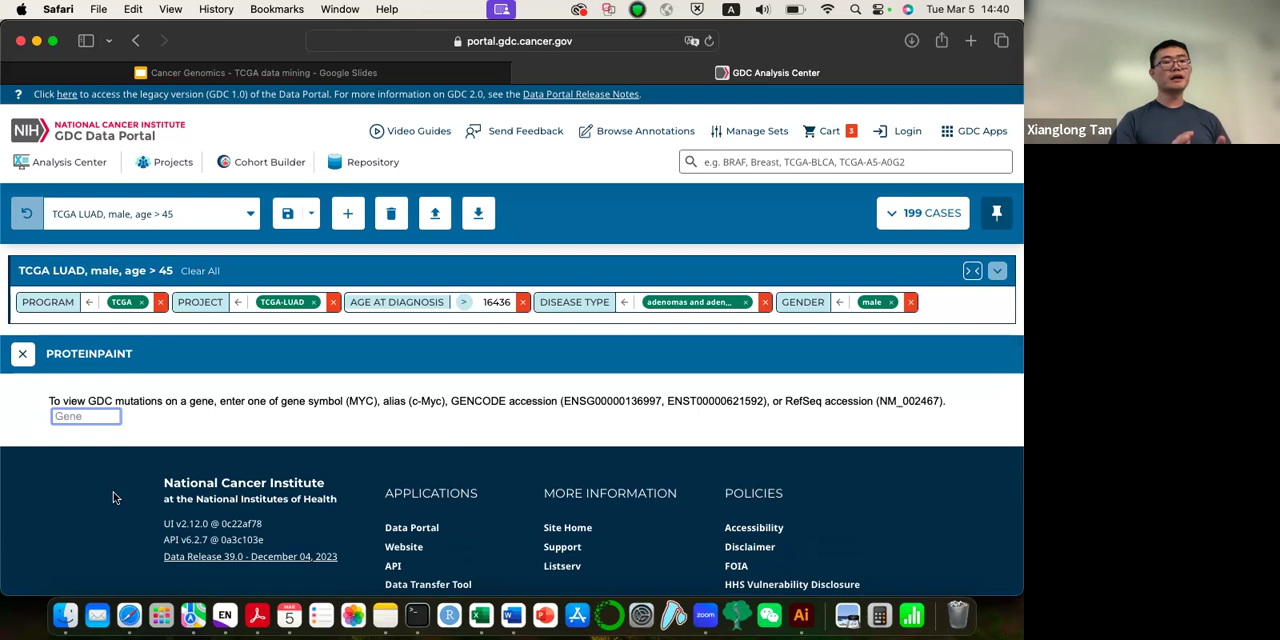 Safari File Edit View History Bookmarks Window Help A Tue Mar 5 14:40
portal.gdc.cancer.gov
Cancer Genomics - TCGA data mining - Google Slides GDC Analysis Center
? Click here to access the legacy version (GDC 1.0) of the Data Portal. For more information on GDC 2.0, see the Data Portal Release Notes.
NIH NATIONAL CANCER INSTITUTE
GDC Data Portal
Video Guides Send Feedback Browse Annotations Manage Sets Cart 3 Login GDC Apps
Xianglong Tan
Analysis Center Projects Cohort Builder Repository e.g. BRAF, Breast, TCGA-BLCA, TCGA-A5-A0G2
TCGA LUAD, male, age > 45 199 CASES
TCGA LUAD, male, age > 45 Clear All
PROGRAM TCGA PROJECT TCGA-LUAD AGE AT DIAGNOSIS > 16436 DISEASE TYPE adenomas and aden... GENDER male
PROTEINPAINT
To view GDC mutations on a gene, enter one of gene symbol (MYC), alias (c-Myc), GENCODE accession (ENSG00000136997, ENST00000621592), or RefSeq accession (NM_002467).
Gene
National Cancer Institute
at the National Institutes of Health
UI v2.12.0 @ 0c22af78
API v6.2.7 @ 0a3c103e
Data Release 39.0 - December 04, 2023
APPLICATIONS
Data Portal
Website
API
Data Transfer Tool
MORE INFORMATION
Site Home
Support
Listserv
POLICIES
Accessibility
Disclaimer
FOIA
HHS Vulnerability Disclosure
MAR 5 EN R X W P zoom Ai